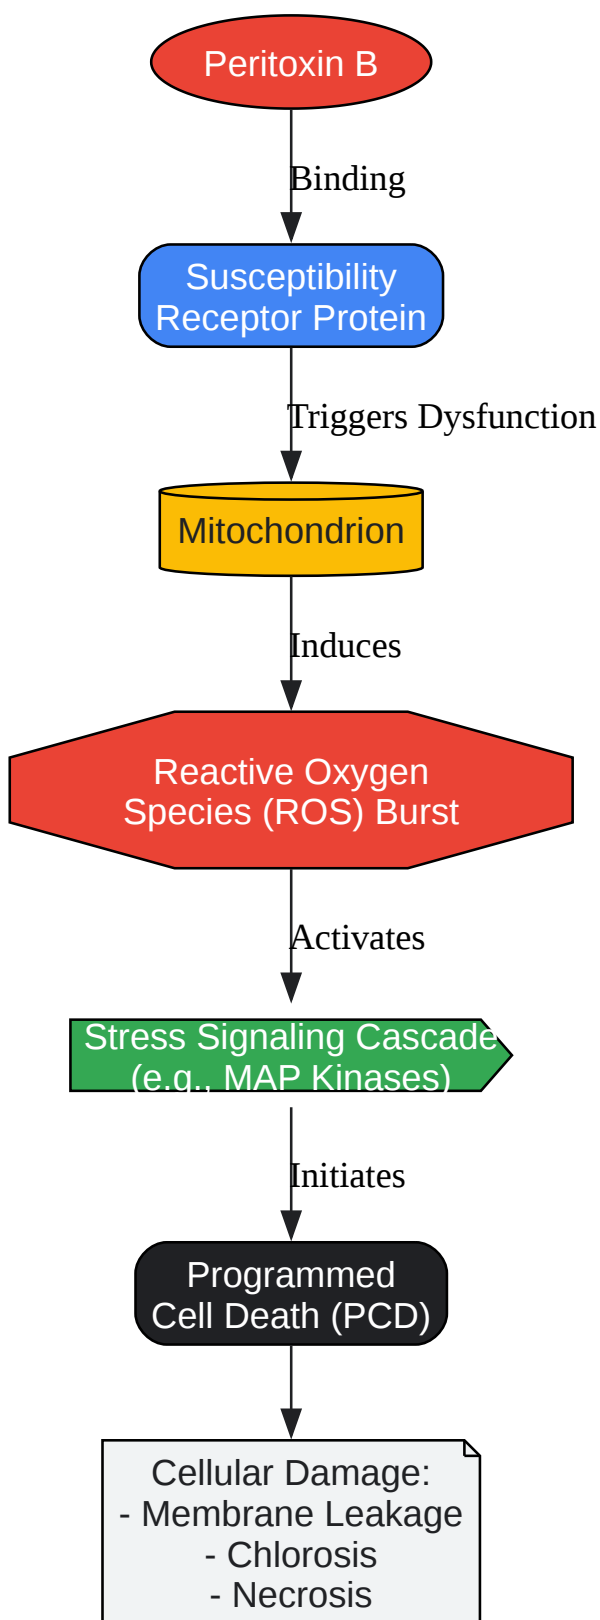 Peritoxin B
Binding
Susceptibility
Receptor Protein
Triggers Dysfunction
Mitochondrion
Induces
Reactive Oxygen
Species (ROS) Burst
Activates
Stress Signaling Cascade
(e.g., MAP Kinases)
Initiates
Programmed
Cell Death (PCD)
Cellular Damage:
- Membrane Leakage
- Chlorosis
- Necrosis